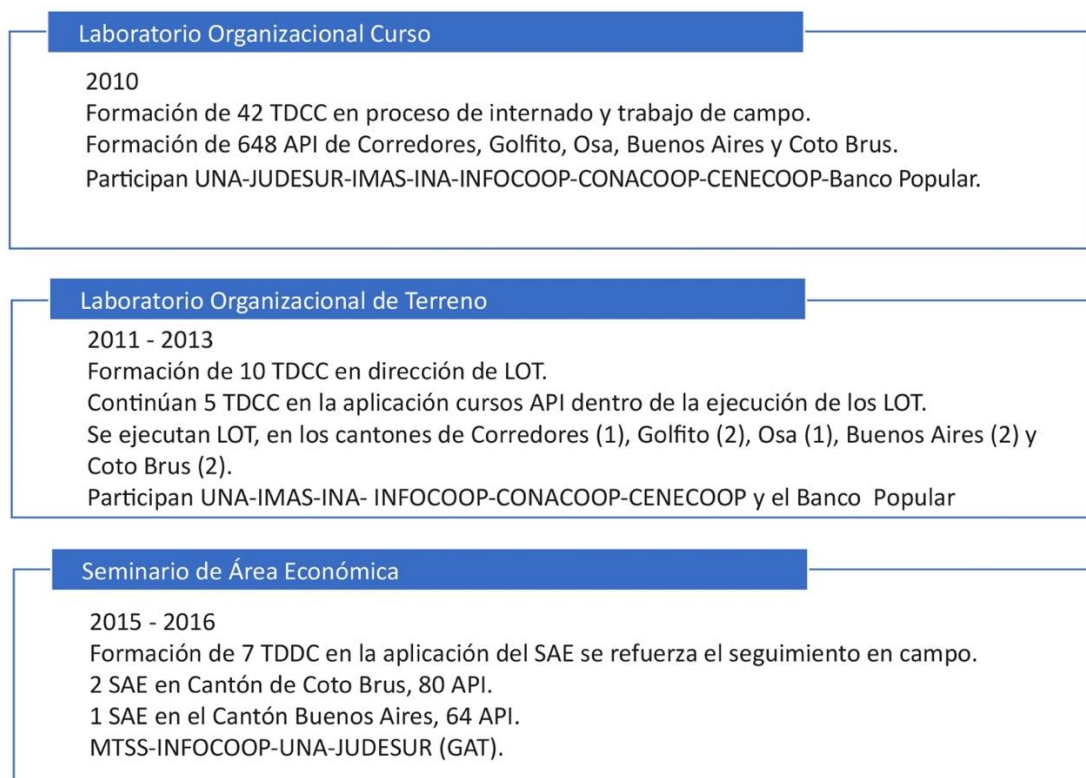 Laboratorio Organizacional Curso
2010
Formación de 42 TDCC en proceso de internado y trabajo de campo.
Formación de 648 API de Corredores, Golfito, Osa, Buenos Aires y Coto Brus.
Participan UNA-JUDESUR-IMAS-INA-INFOCOOP-CONACOOP-CENECOOP-Banco Popular.
Laboratorio Organizacional de Terreno
2011 - 2013
Formación de 10 TDCC en dirección de LOT.
Continúan 5 TDCC en la aplicación cursos API dentro de la ejecución de los LOT.
Se ejecutan LOT, en los cantones de Corredores (1), Golfito (2), Osa (1), Buenos Aires (2) y
Coto Brus (2).
Participan UNA-IMAS-INA- INFOCOOP-CONACOOP-CENECOOP y el Banco  Popular
Seminario de Área Económica
2015 - 2016
Formación de 7 TDDC en la aplicación del SAE se refuerza el seguimiento en campo.
2 SAE en Cantón de Coto Brus, 80 API.
1 SAE en el Cantón Buenos Aires, 64 API.
MTSS-INFOCOOP-UNA-JUDESUR (GAT).